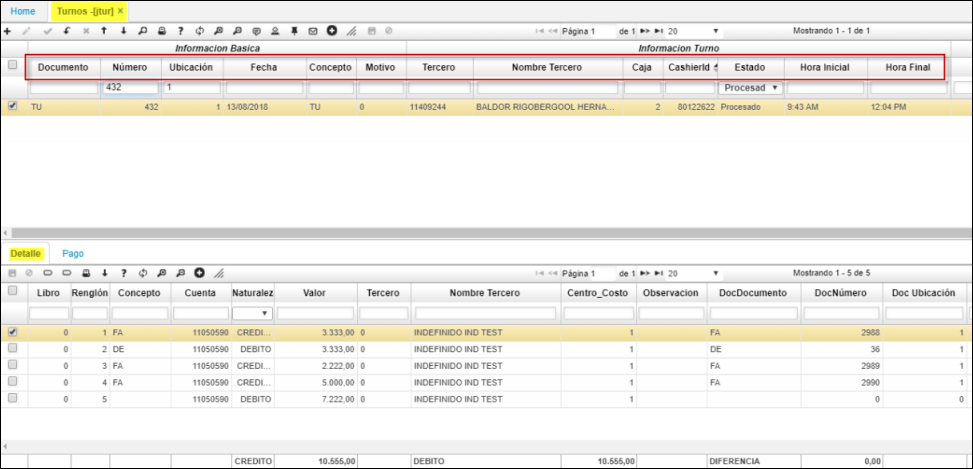 Home Turnos -[jtur] ×
Página 1 de 1 20 Mostrando 1 - 1 de 1
Informacion Basica Informacion Turno
Documento Número Ubicación Fecha Concepto Motivo Tercero Nombre Tercero Caja CashierId Estado Hora Inicial Hora Final
432 1 Procesad
TU 432 1 13/08/2018 TU 0 11409244 BALDOR RIGOBERGOOL HERNA... 2 80122622 Procesado 9:43 AM 12:04 PM
Detalle Pago
Página 1 de 1 20 Mostrando 1 - 5 de 5
Libro Renglón Concepto Cuenta Naturalez Valor Tercero Nombre Tercero Centro_Costo Observacion DocDocumento DocNúmero Doc Ubicación
0 1 FA 11050590 CREDI... 3.333,00 0 INDEFINIDO IND TEST 1 FA 2988 1
0 2 DE 11050590 DEBITO 3.333,00 0 INDEFINIDO IND TEST 1 DE 36 1
0 3 FA 11050590 CREDI... 2.222,00 0 INDEFINIDO IND TEST 1 FA 2989 1
0 4 FA 11050590 CREDI... 5.000,00 0 INDEFINIDO IND TEST 1 FA 2990 1
0 5 11050590 DEBITO 7.222,00 0 INDEFINIDO IND TEST 1 0 0
CREDITO 10.555,00 DEBITO 10.555,00 DIFERENCIA 0,00